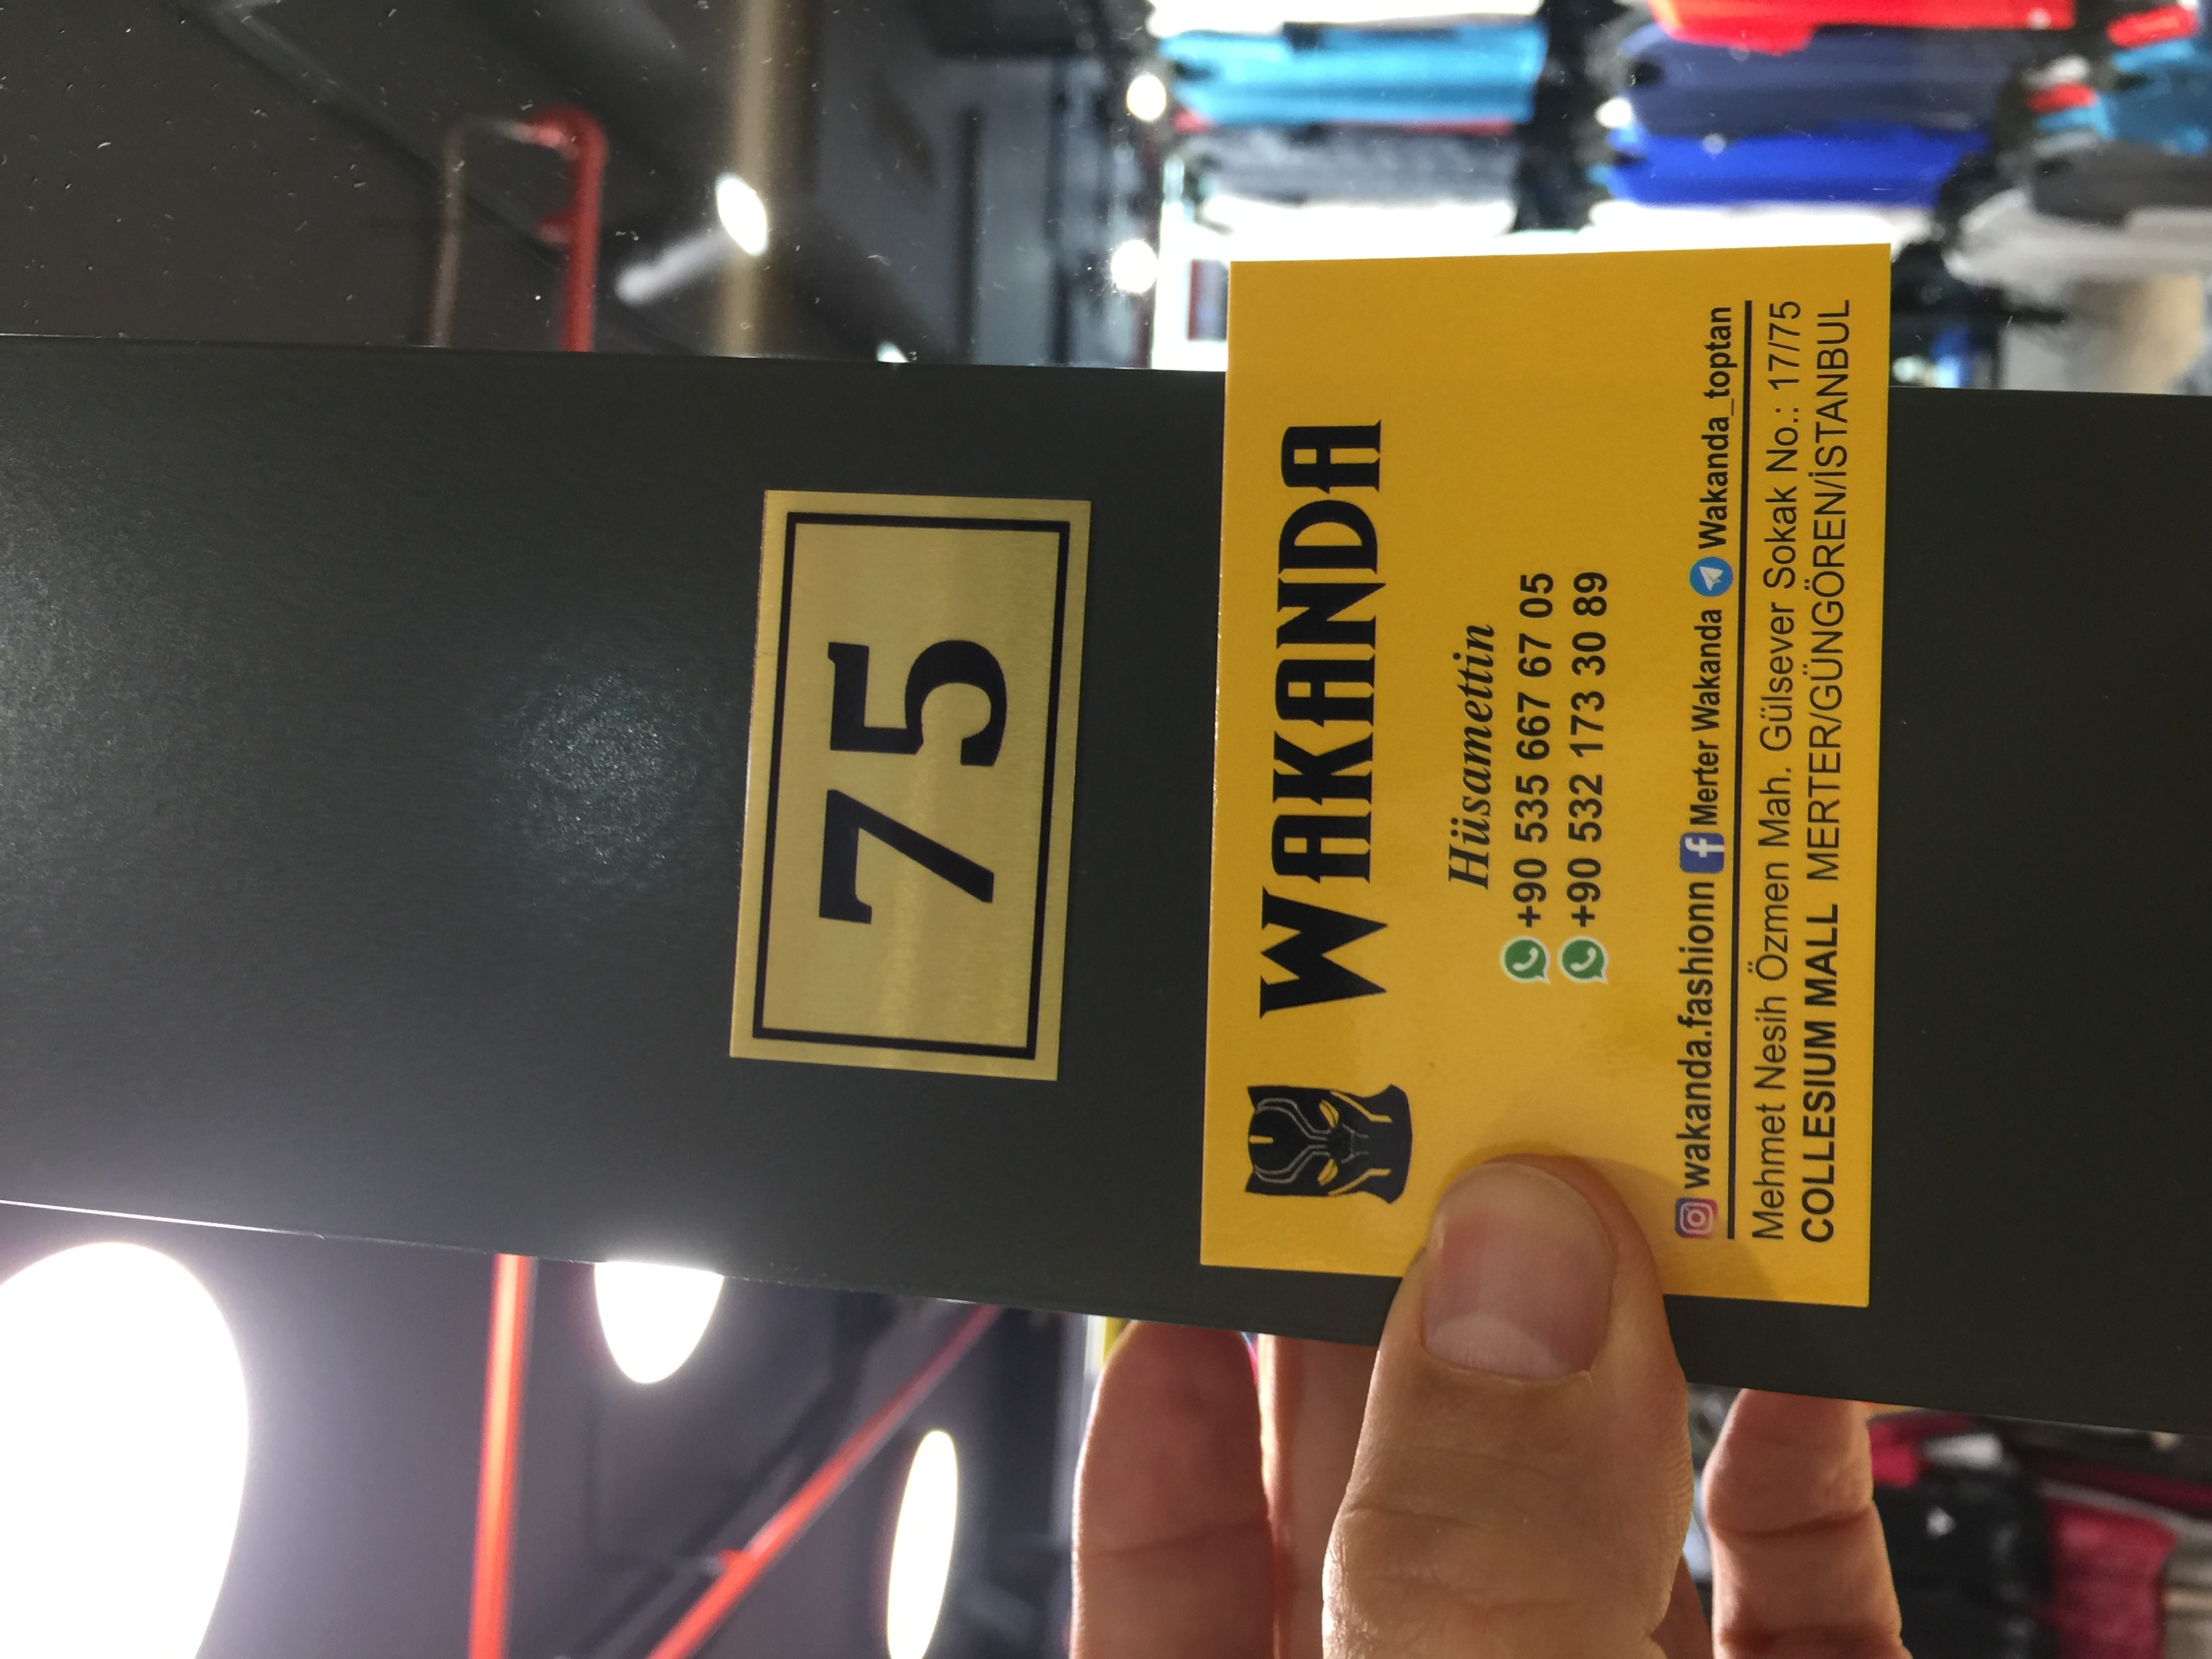 75
WAKANDA
Hüsamettin
+90 535 667 67 05
+90 532 173 30 89
wakanda.fashionn Merter Wakanda Wakanda_toptan
Mehmet Nesih Özmen Mah. Gülsever Sokak No.: 17/75
COLLESIUM MALL MERTER/GÜNGÖREN/İSTANBUL